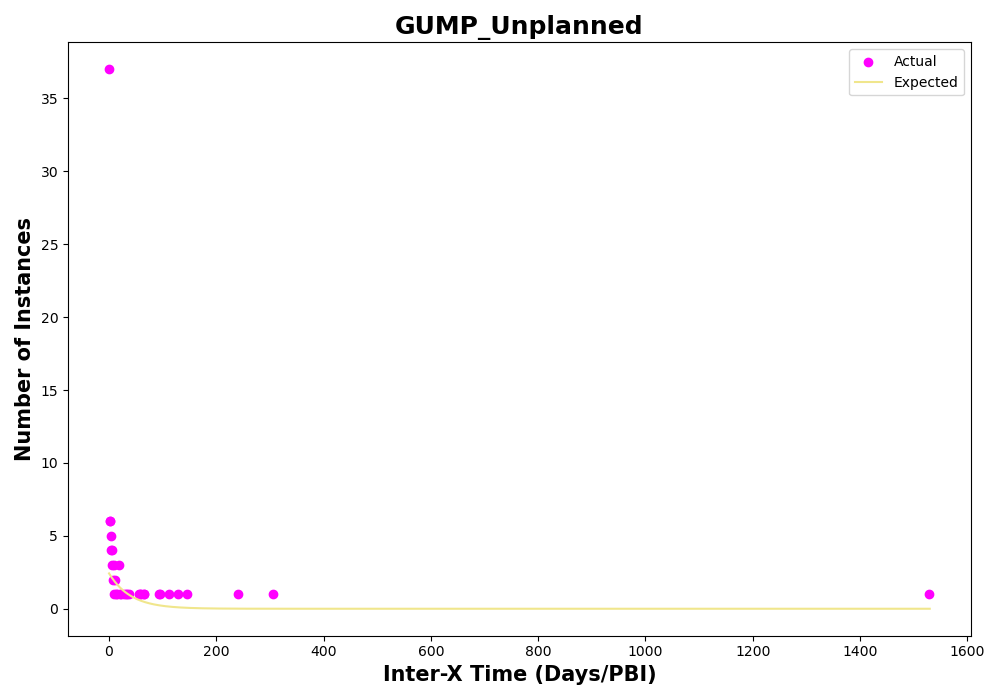 GUMP_Unplanned
Actual
Expected
Number of Instances
35
30
25
20
15
10
5
0
0 200 400 600 800 1000 1200 1400 1600
Inter-X Time (Days/PBI)